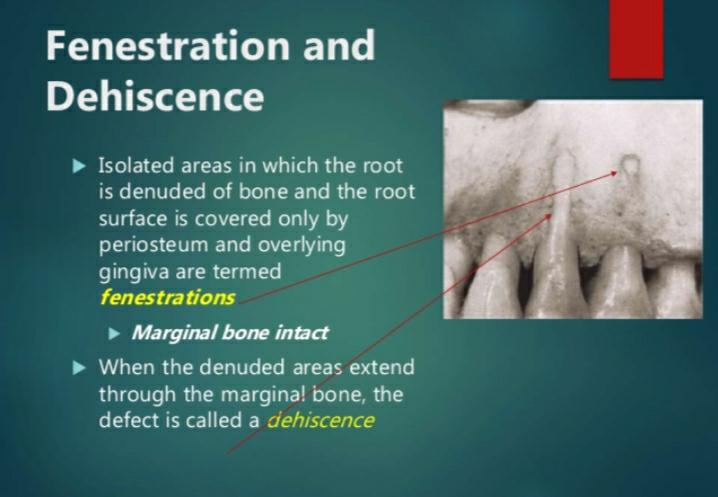 Fenestration and
Dehiscence
Isolated areas in which the root
is denuded of bone and the root
surface is covered only by
periosteum and overlying
gingiva are termed
fenestrations
Marginal bone intact
When the denuded areas extend
through the marginal bone, the
defect is called a dehiscence